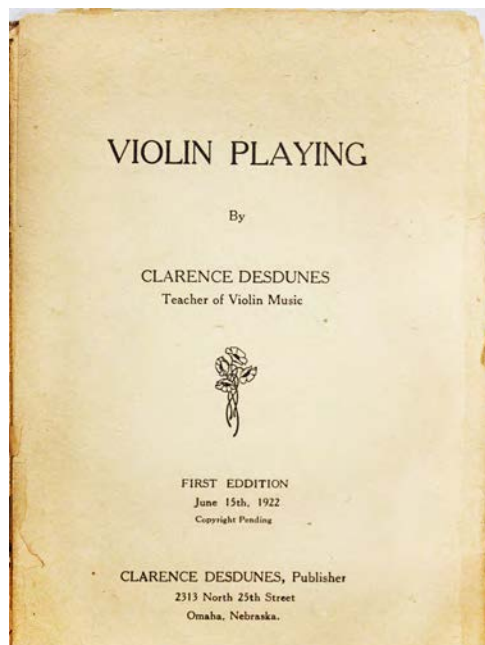 VIOLIN PLAYING
By
CLARENCE DESDUNES
Teacher of Violin Music
FIRST EDDITION
June 15th, 1922
Copyright Pending
CLARENCE DESDUNES, Publisher
2313 North 25th Street
Omaha, Nebraska.